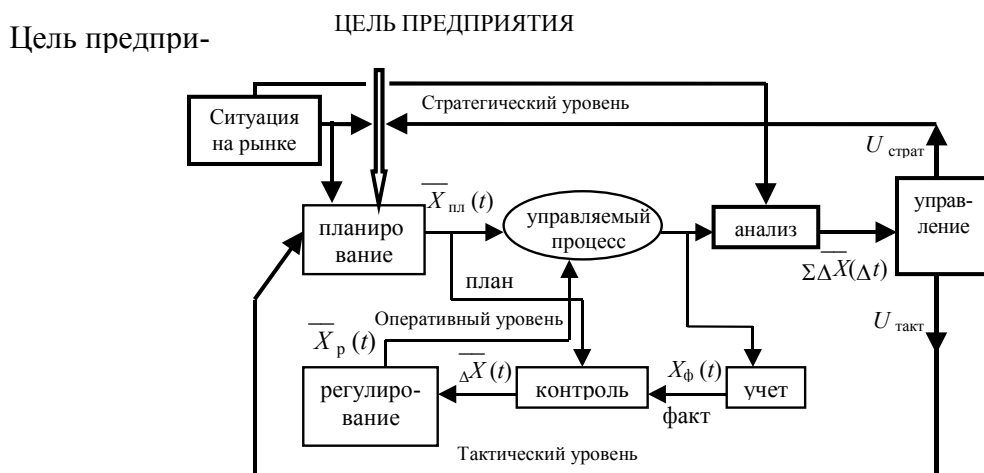 ЦЕЛЬ ПРЕДПРИЯТИЯ
Цель предпри-
Ситуация
на рынке
Стратегический уровень
U страт
X пл (t)
планиро
вание
управляемый
процесс
анализ
управ-
ление
ΣΔX(Δt)
план
Оперативный уровень
U такт
X р (t)
ΔX (t)
X ф (t)
регулиро-
вание
контроль
учет
факт
Тактический уровень